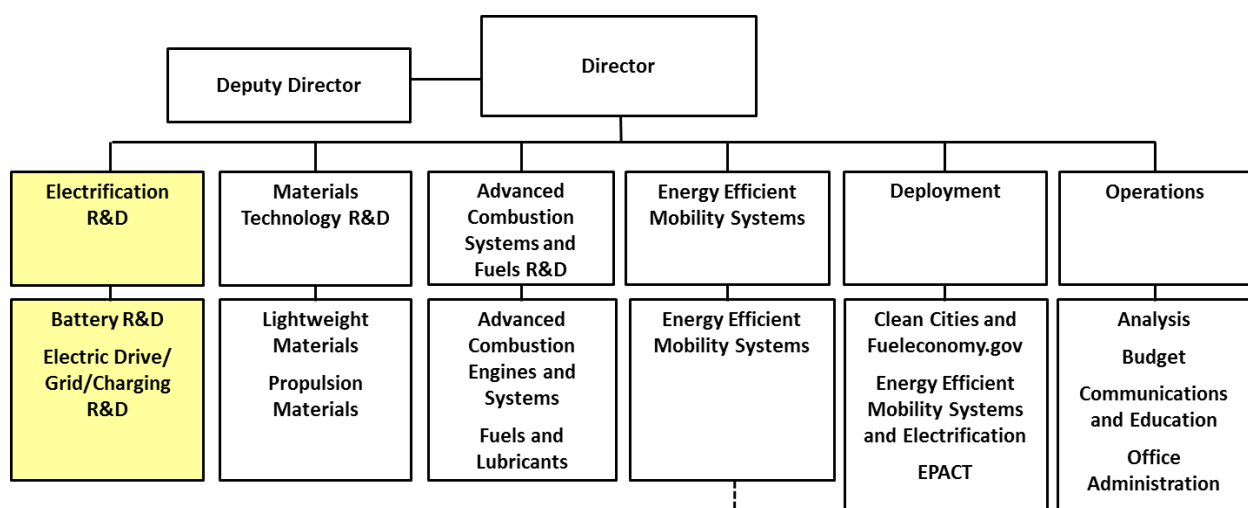 Director
Deputy Director
Electrification
R&D
Materials
Technology R&D
Advanced
Combustion
Systems and
Fuels R&D
Energy Efficient
Mobility Systems
Deployment
Operations
Battery R&D
Electric Drive/
Grid/Charging
R&D
Lightweight
Materials
Propulsion
Materials
Advanced
Combustion
Engines and
Systems
Fuels and
Lubricants
Energy Efficient
Mobility Systems
Clean Cities and
Fueleconomy.gov
Energy Efficient
Mobility Systems
and Electrification
EPACT
Analysis
Budget
Communications
and Education
Office
Administration